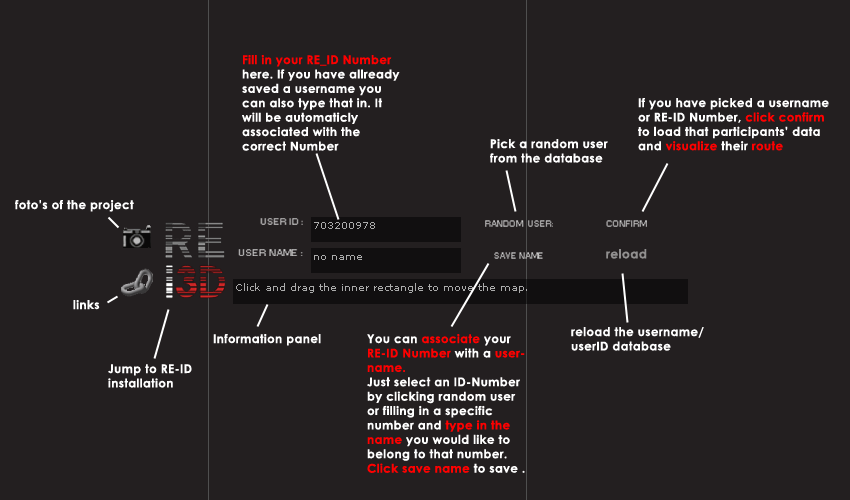 Fill in your RE_ID Number
here. If you have allready
saved a username you
can also type that in. It
will be automaticly
associated with the
correct Number
If you have picked a username
or RE-ID Number, click confirm
to load that participants' data
and visualize their route
Pick a random user
from the database
foto's of the project
RE
I3D
links
Jump to RE-ID
installation
USER ID :
703200978
RANDOM USER:
CONFIRM
USER NAME :
no name
SAVE NAME
reload
Click and drag the inner rectangle to move the map.
Information panel
You can associate your
RE-ID Number with a user-
name.
Just select an ID-Number
by clicking random user
or filling in a specific
number and type in the
name you would like to
belong to that number.
Click save name to save .
reload the username/
userID database